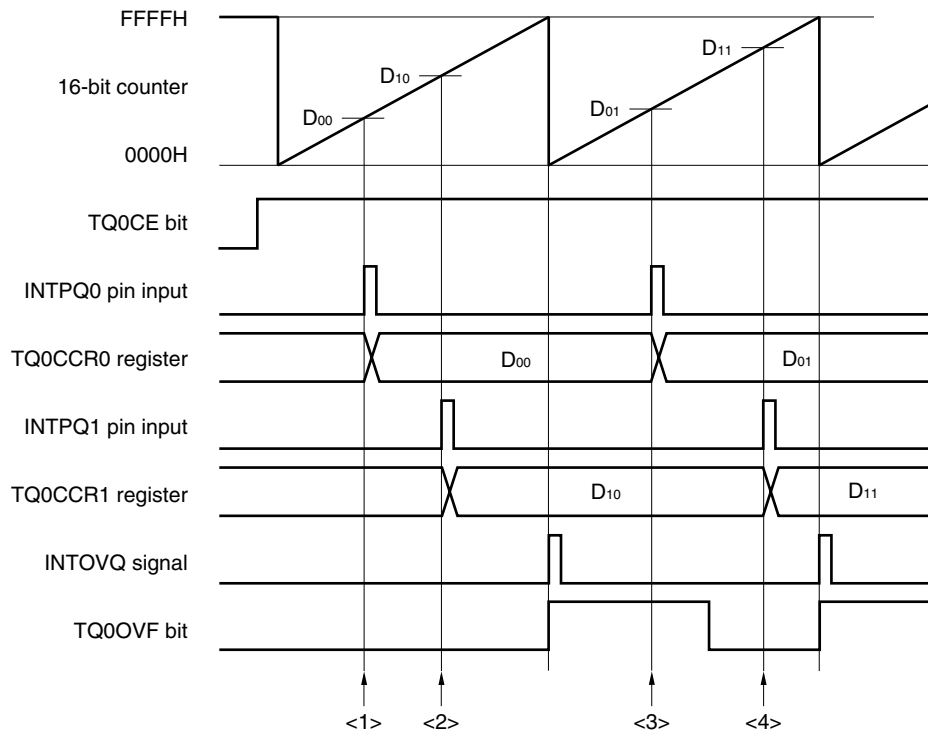 FFFFH
D11
D10
16-bit counter
D01
D00
0000H
TQ0CE bit
INTPQ0 pin input
TQ0CCR0 register
D00
D01
INTPQ1 pin input
TQ0CCR1 register
D10
D11
INTOVQ signal
TQ0OVF bit
<1> <2> <3> <4>